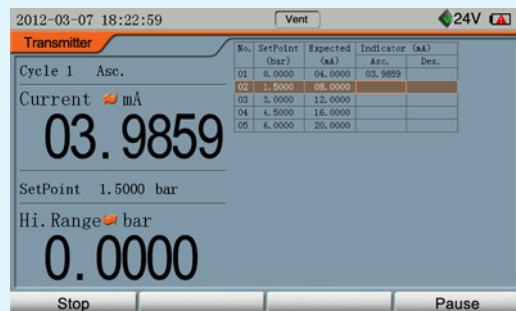 2012-03-07 18:22:59 Vent 24V
Transmitter
Cycle 1 Asc.
Current mA
03.9859
SetPoint 1.5000 bar
Hi.Range bar
0.0000
No. SetPoint (bar) Expected (mA) Indicator (mA) Asc. Des.
01 0.0000 04.0000 03.9859
02 1.5000 08.0000
03 3.0000 12.0000
04 4.5000 16.0000
05 6.0000 20.0000
Stop Pause